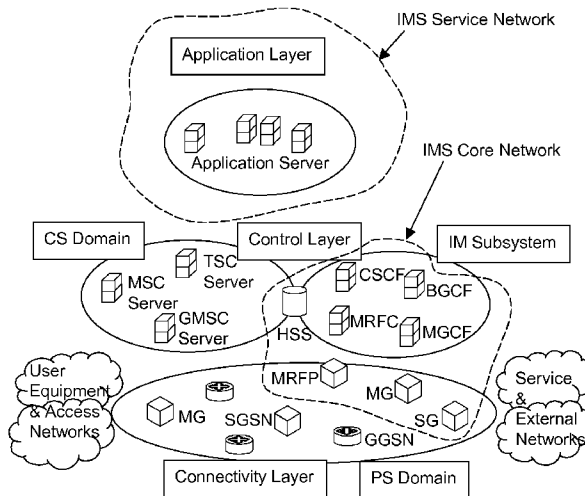 IMS Service Network
Application Layer
Application Server
IMS Core Network
CS Domain
Control Layer
IM Subsystem
TSC
Server
MSC
Server
GMSC
Server
HSS
CSCF
BGCF
MRFC
MGCF
User
Equipment
& Access
Networks
MRFP
MG
MG
SGSN
SG
GGSN
Service
&
External
Networks
Connectivity Layer
PS Domain